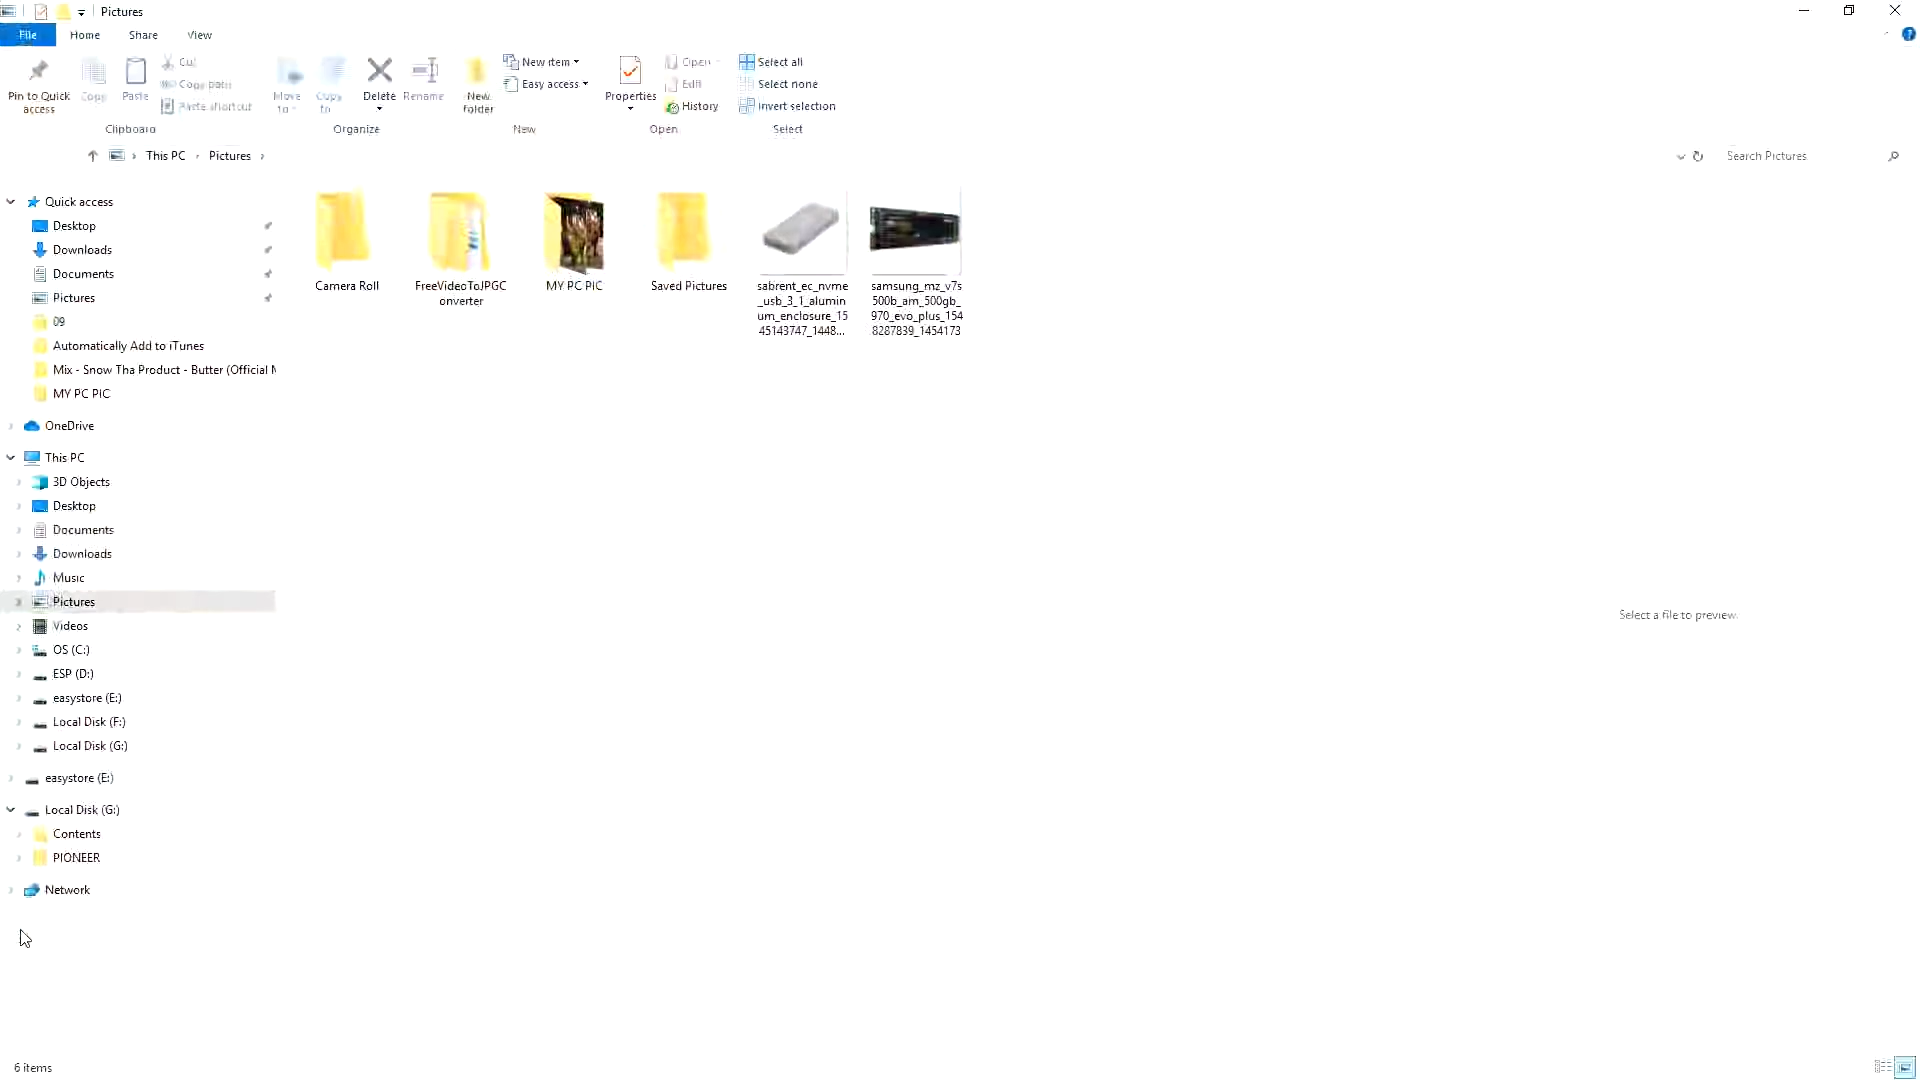 Pictures
File Home Share View
Pin to Quick access
Copy
Paste
Cut
Copy path
Paste shortcut
Clipboard
Move to
Copy to
Delete
Rename
Organize
New folder
New item
Easy access
New
Properties
Open
Edit
History
Open
Select all
Select none
Invert selection
Select
This PC Pictures
Search Pictures
Quick access
Desktop
Downloads
Documents
Pictures
09
Automatically Add to iTunes
Mix - Snow Tha Product - Butter (Official
MY PC PIC
OneDrive
This PC
3D Objects
Desktop
Documents
Downloads
Music
Pictures
Videos
OS (C:)
ESP (D:)
easystore (E:)
Local Disk (F:)
Local Disk (G:)
easystore (E:)
Local Disk (G:)
Contents
PIONEER
Network
Camera Roll
FreeVideoToJPGC
onverter
MY PC PIC
Saved Pictures
sabrent_ec_nvme
_usb_3_1_alumin
um_enclosure_15
45143747_1448...
samsung_mz_v7s
500b_am_500gb_
970_evo_plus_154
8287839_1454173
Select a file to preview.
6 items